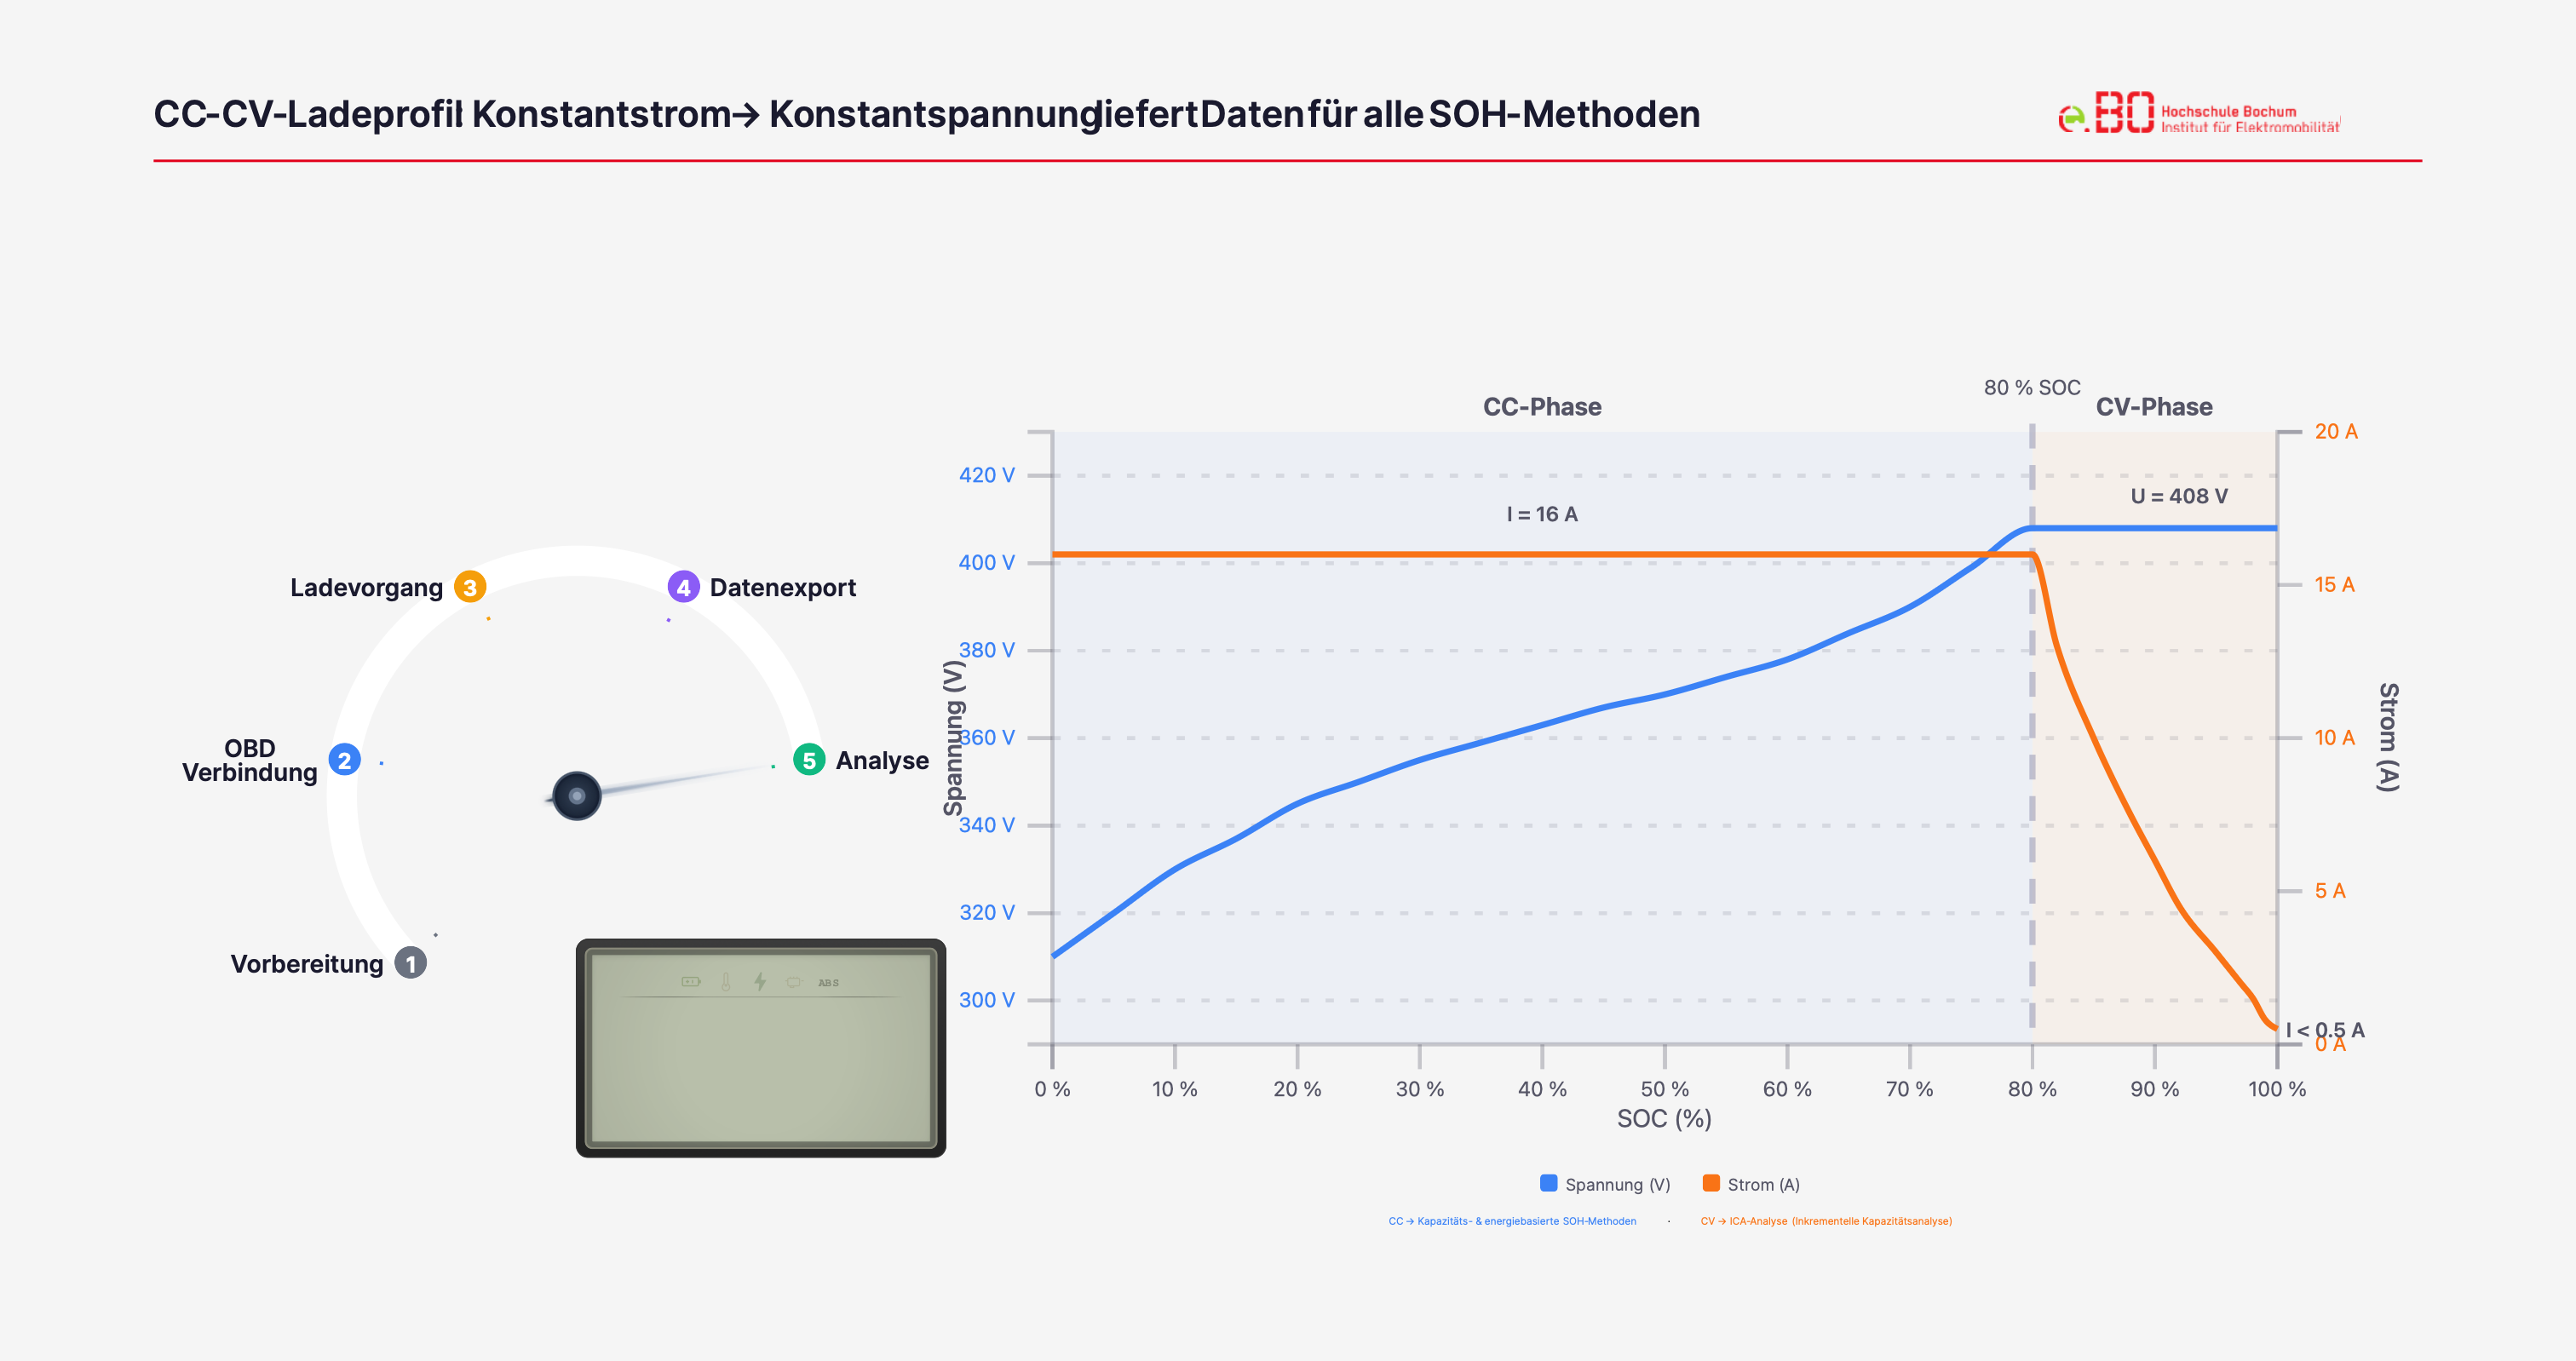 CC-CV-Ladeprofil: Konstantstrom→ Konstantspannung liefert Daten für alle SOH-Methoden
e.BO Hochschule Bochum
Institut für Elektromobilität
Ladevorgang 3
4 Datenexport
OBD
Verbindung 2
5 Analyse
Vorbereitung 1
ABS
CC-Phase
80 % SOC
CV-Phase
420 V
400 V
380 V
360 V
340 V
320 V
300 V
Spannung (V)
I = 16 A
U = 408 V
20 A
15 A
10 A
5 A
I < 0.5 A
0 A
Strom (A)
0 % 10 % 20 % 30 % 40 % 50 % 60 % 70 % 80 % 90 % 100 %
SOC (%)
Spannung (V) Strom (A)
CC → Kapazitäts- & energiebasierte SOH-Methoden · CV → ICA-Analyse (Inkrementelle Kapazitätsanalyse)